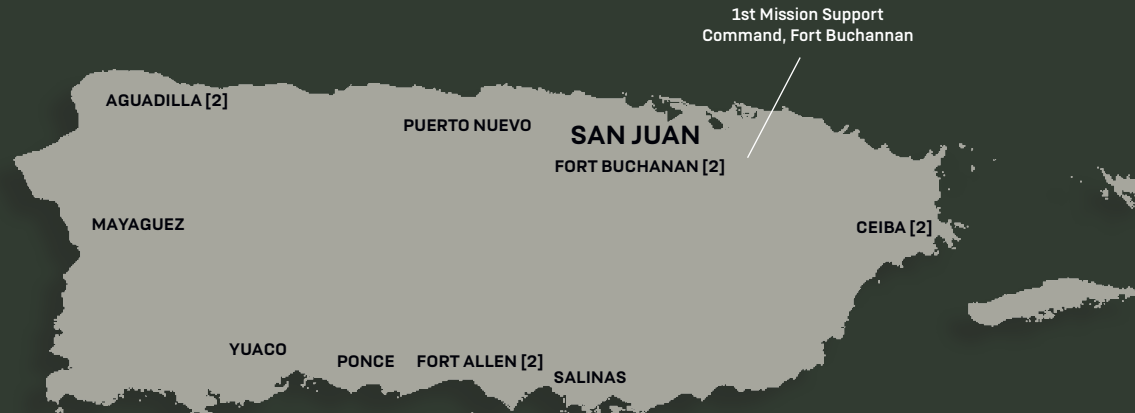 1st Mission Support
Command, Fort Buchannan
AGUADILLA [2]
PUERTO NUEVO
SAN JUAN
FORT BUCHANAN [2]
MAYAGUEZ
CEIBA [2]
YUACO
PONCE
FORT ALLEN [2]
SALINAS